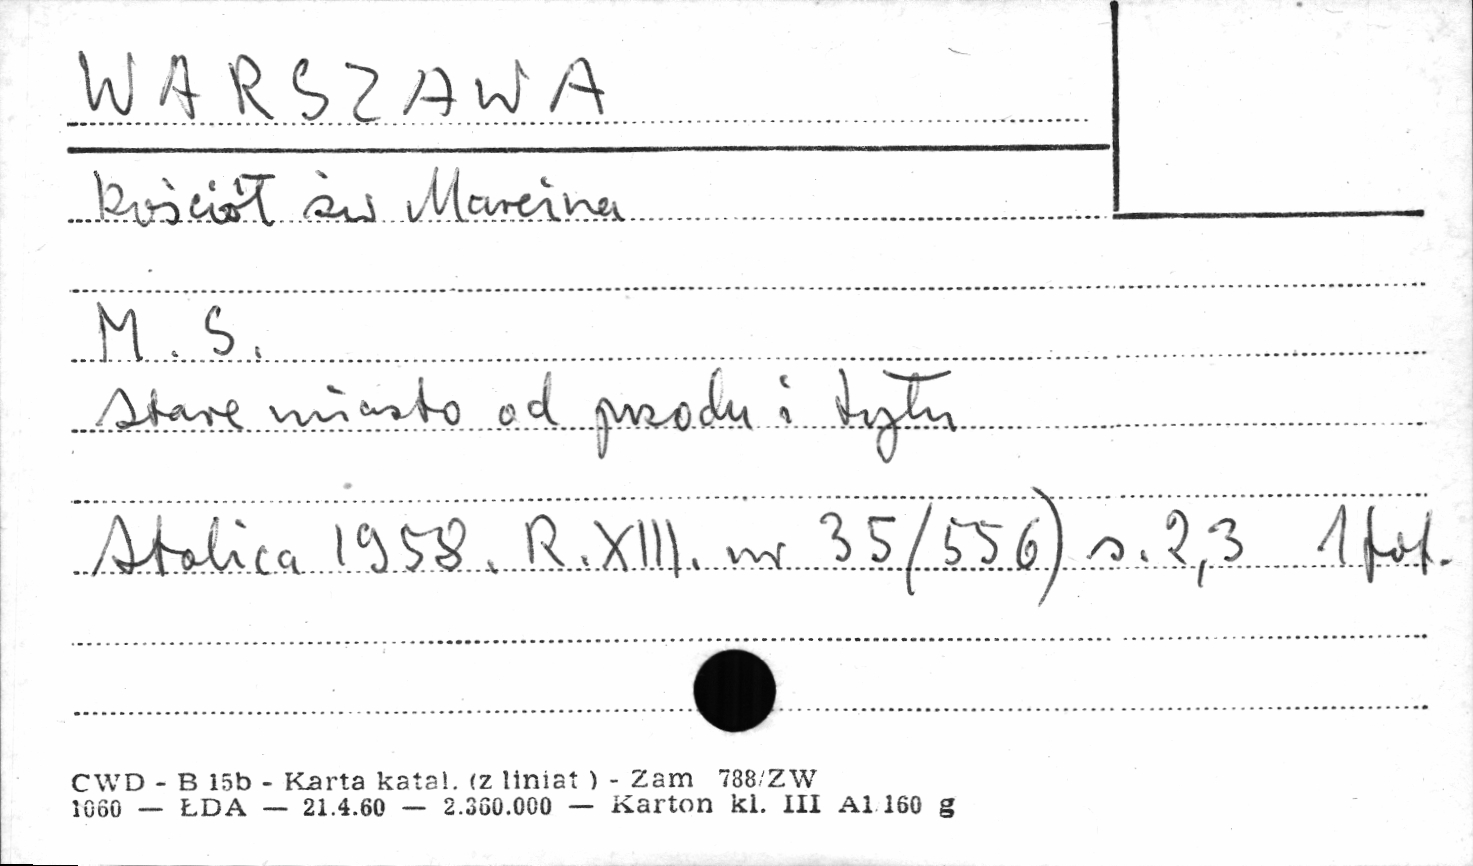 WARSZAWA
kościół św Marcina
M. S.
Stare miasto od przodu i tyłu
Stolica 1958. R.XIII. nr 35/556) s. 2,3 1 fot.
CWD - B 15b - Karta katal. (z liniat ) - Zam 788/ZW
1060 — ŁDA — 21.4.60 — 2.360.000 — Karton kl. III A1 160 g